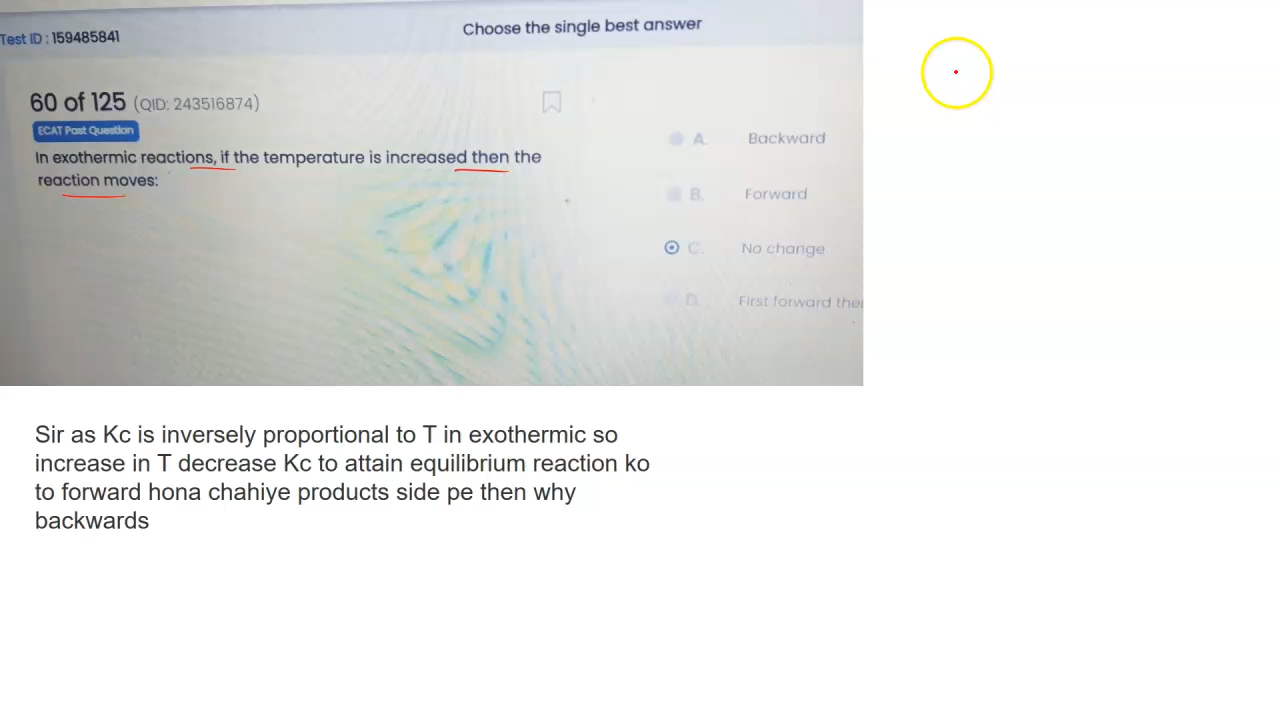 Test ID : 159485841
Choose the single best answer
60 of 125 (QID: 243516874)
ECAT Past Question
In exothermic reactions, if the temperature is increased then the
reaction moves:
A. Backward
B. Forward
C. No change
D. First forward
Sir as Kc is inversely proportional to T in exothermic so
increase in T decrease Kc to attain equilibrium reaction ko
to forward hona chahiye products side pe then why
backwards